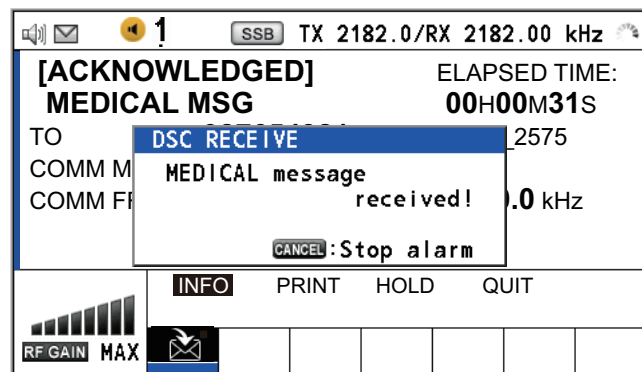 1 SSB TX 2182.0/RX 2182.00 kHz
[ACKNOWLEDGED] ELAPSED TIME:
MEDICAL MSG 00H00M31S
TO _2575
DSC RECEIVE
COMM M
MEDICAL message
received!
COMM F .0 kHz
CANCEL:Stop alarm
INFO PRINT HOLD QUIT
RF GAIN MAX